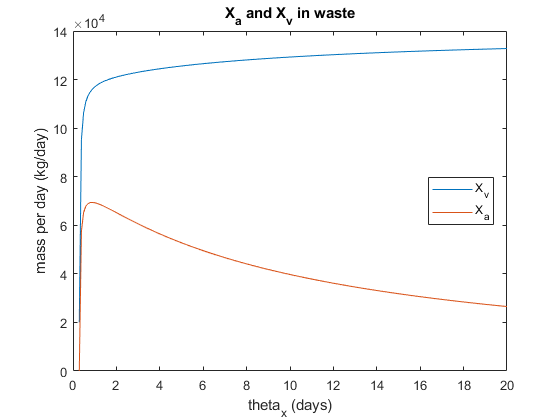 X_a and X_v in waste
×10^4
14
12
10
8
6
4
2
0
mass per day (kg/day)
X_v
X_a
0 2 4 6 8 10 12 14 16 18 20
theta_x (days)